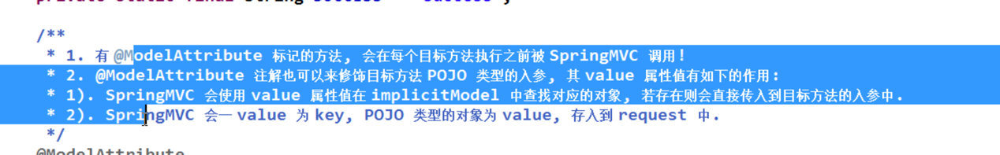 private static final String SUCCESS = "success";
/**
* 1. 有 @ModelAttribute 标记的方法, 会在每个目标方法执行之前被 SpringMVC 调用!
* 2. @ModelAttribute 注解也可以来修饰目标方法 POJO 类型的入参, 其 value 属性值有如下的作用:
* 1). SpringMVC 会使用 value 属性值在 implicitModel 中查找对应的对象, 若存在则会直接传入到目标方法的入参中.
* 2). SpringMVC 会一 value 为 key, POJO 类型的对象为 value, 存入到 request 中.
*/
@ModelAttribute